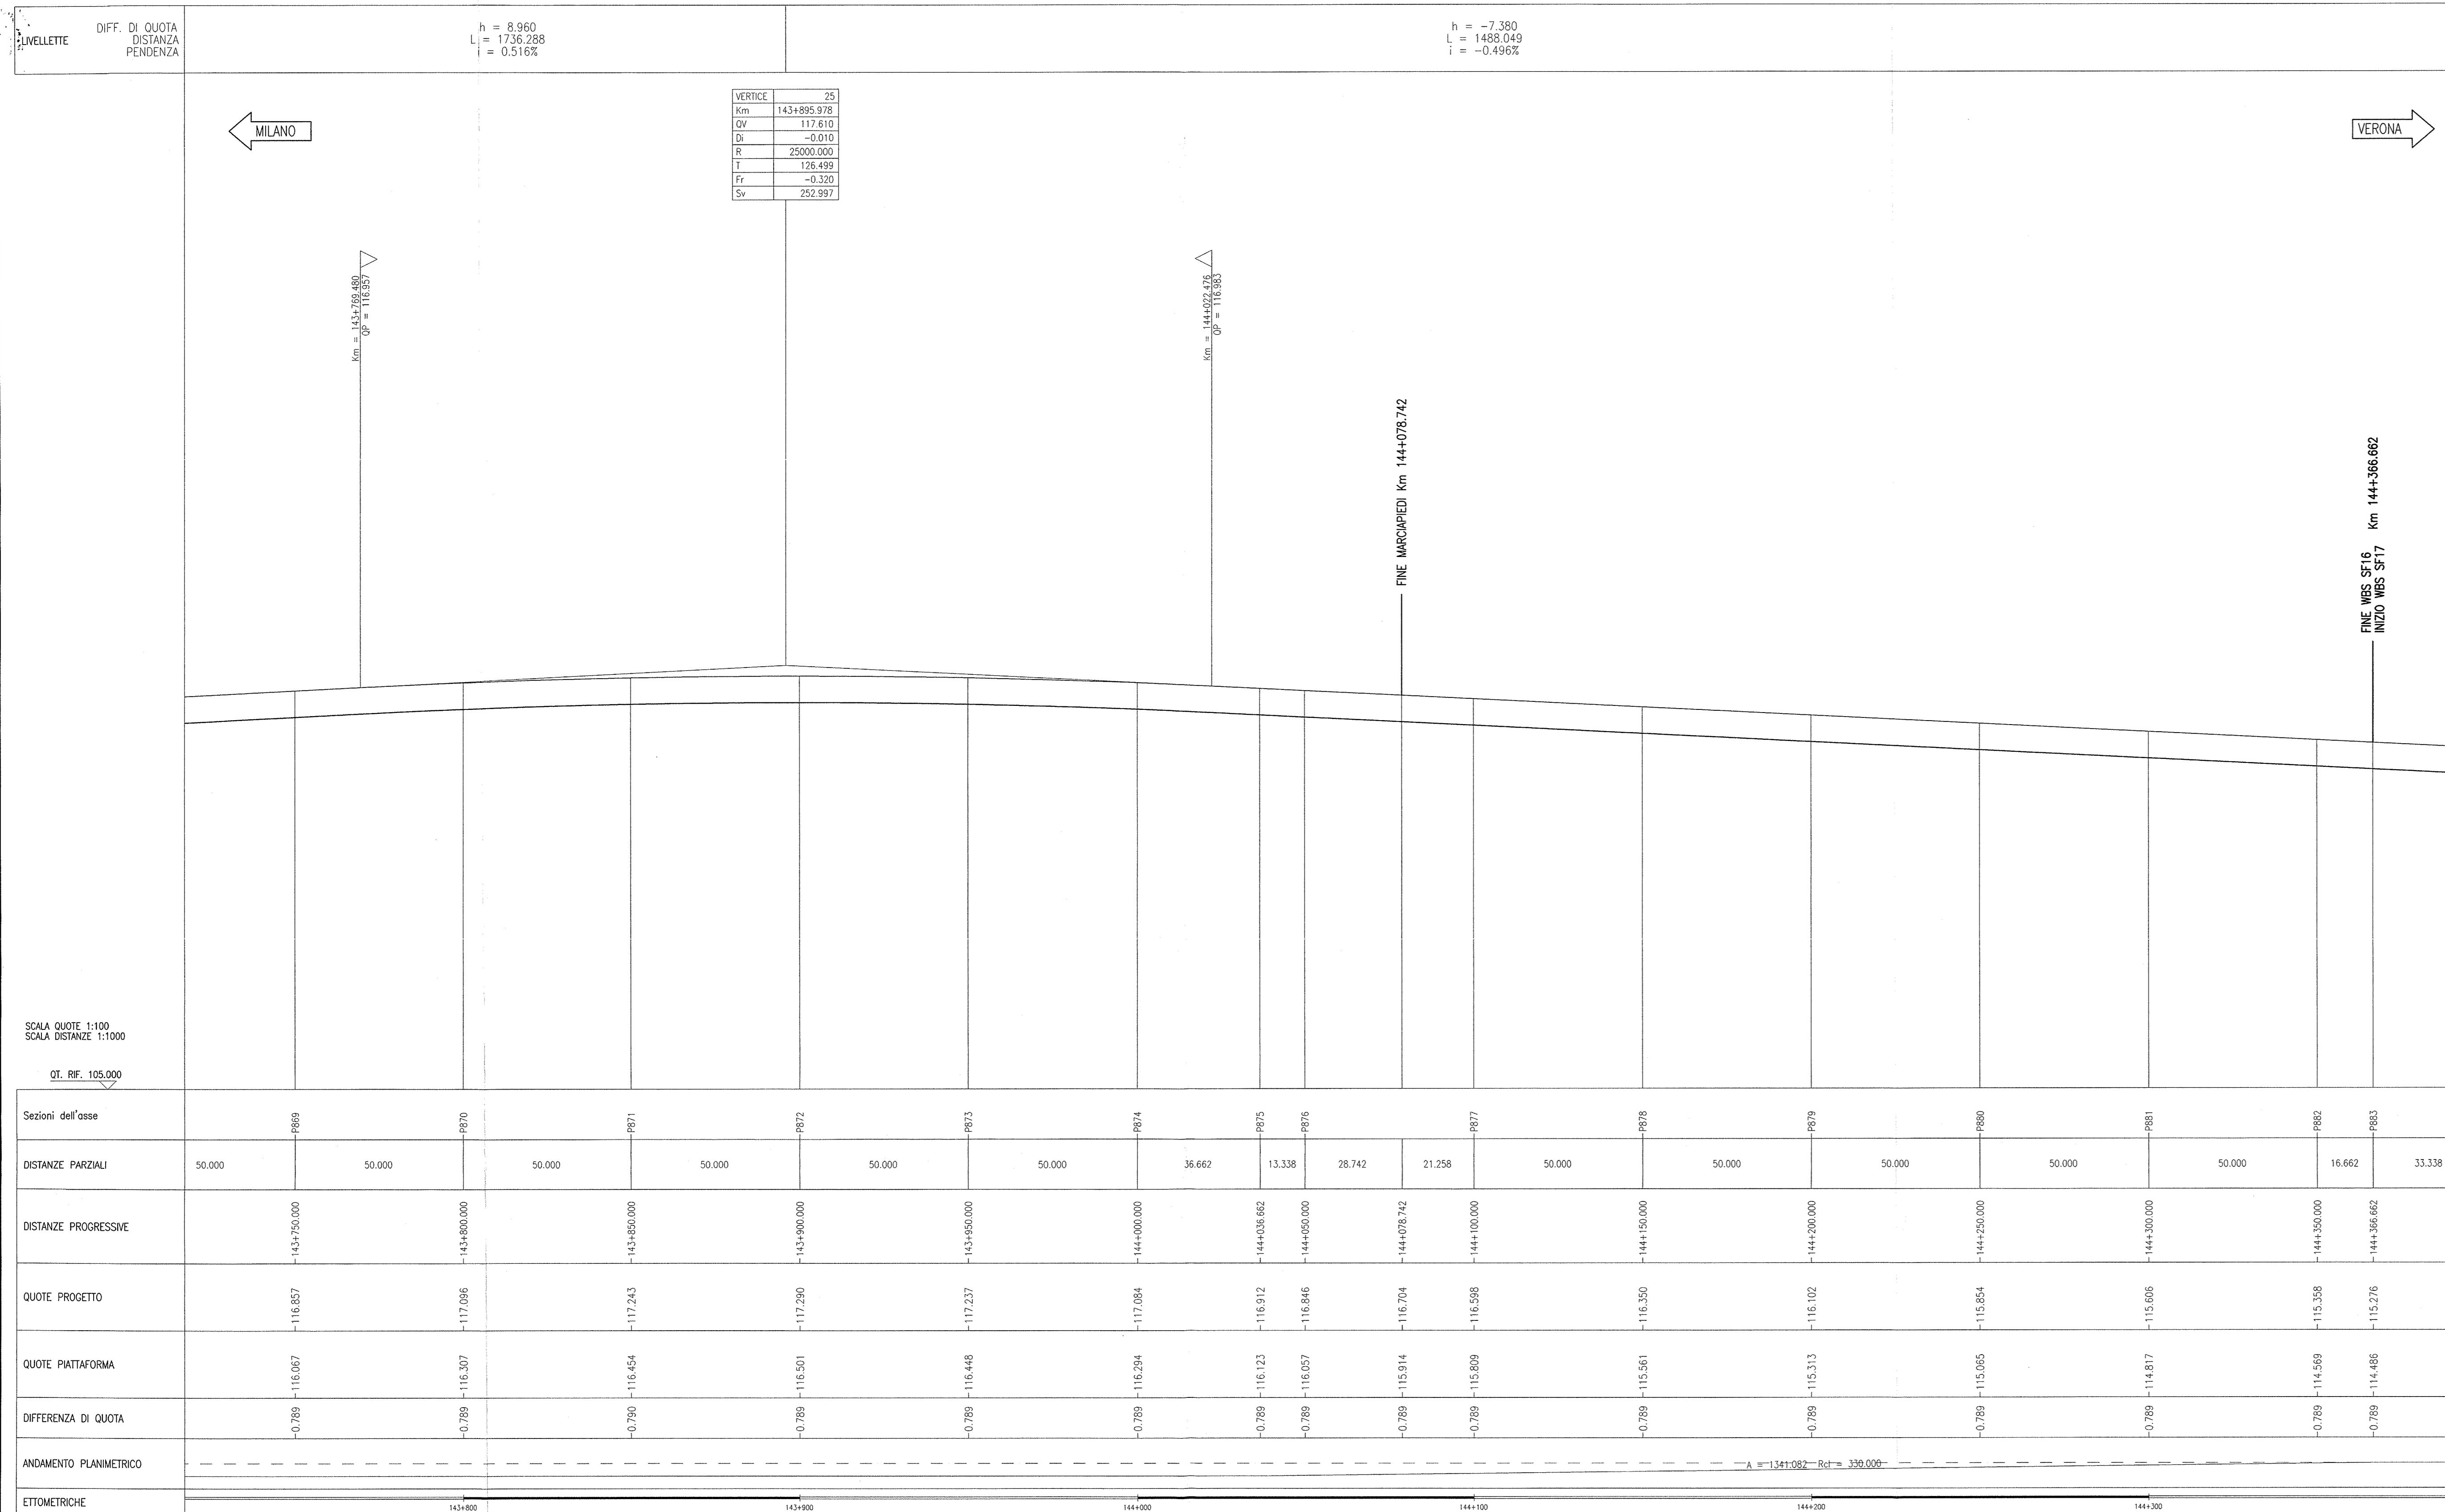 LIVELLETTE
DIFF. DI QUOTA
DISTANZA
PENDENZA
h = 8.960
L = 1736.288
i = 0.516%
h = -7.380
L = 1488.049
i = -0.496%
MILANO
VERONA
VERTICE 25
Km 143+895.978
QV 117.610
Di -0.010
R 25000.000
T 126.499
Fr -0.320
Sv 252.997
Km = 143+769.480
QP = 116.957
Km = 144+022.476
QP = 116.983
FINE MARCIAPIEDI Km 144+078.742
FINE WBS SF16
INIZIO WBS SF17 Km 144+366.662
SCALA QUOTE 1:100
SCALA DISTANZE 1:1000
QT. RIF. 105.000
Sezioni dell'asse P869 P870 P871 P872 P873 P874 P875 P876 P877 P878 P879 P880 P881 P882 P883
DISTANZE PARZIALI 50.000 50.000 50.000 50.000 50.000 50.000 36.662 13.338 28.742 21.258 50.000 50.000 50.000 50.000 50.000 16.662 33.338
DISTANZE PROGRESSIVE 143+750.000 143+800.000 143+850.000 143+900.000 143+950.000 144+000.000 144+036.662 144+050.000 144+078.742 144+100.000 144+150.000 144+200.000 144+250.000 144+300.000 144+350.000 144+366.662
QUOTE PROGETTO 116.857 117.096 117.243 117.290 117.237 117.084 116.912 116.846 116.704 116.598 116.350 116.102 115.854 115.606 115.358 115.276
QUOTE PIATTAFORMA 116.067 116.307 116.454 116.501 116.448 116.294 116.123 116.057 115.914 115.809 115.561 115.313 115.065 114.817 114.569 114.486
DIFFERENZA DI QUOTA 0.789 0.789 0.790 0.789 0.789 0.789 0.789 0.789 0.789 0.789 0.789 0.789 0.789 0.789 0.789 0.789
ANDAMENTO PLANIMETRICO A = 1341.082 Rcl = 330.000
ETTOMETRICHE 143+800 143+900 144+000 144+100 144+200 144+300